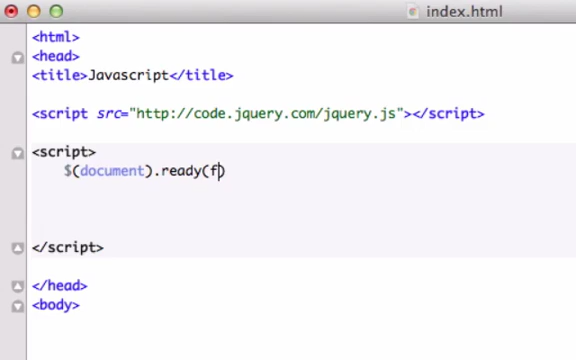 index.html
<html>
<head>
<title>Javascript</title>
<script src="http://code.jquery.com/jquery.js"></script>
<script>
$(document).ready(f)
</script>
</head>
<body>